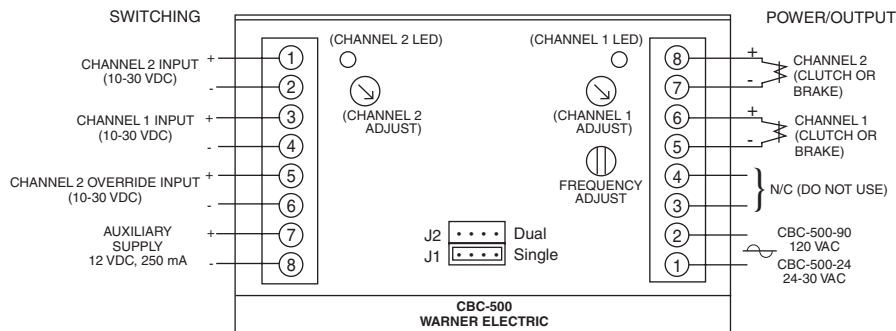 SWITCHING
POWER/OUTPUT
CHANNEL 2 INPUT
(10-30 VDC)
+
-
1
2
CHANNEL 1 INPUT
(10-30 VDC)
+
-
3
4
CHANNEL 2 OVERRIDE INPUT
(10-30 VDC)
+
-
5
6
AUXILIARY
SUPPLY
12 VDC, 250 mA
+
-
7
8
(CHANNEL 2 LED)
(CHANNEL 2
ADJUST)
(CHANNEL 1 LED)
(CHANNEL 1
ADJUST)
FREQUENCY
ADJUST
J2 Dual
J1 Single
8
7
+
-
CHANNEL 2
(CLUTCH OR
BRAKE)
6
5
+
-
CHANNEL 1
(CLUTCH OR
BRAKE)
4
3
N/C (DO NOT USE)
2
1
CBC-500-90
120 VAC
CBC-500-24
24-30 VAC
CBC-500
WARNER ELECTRIC